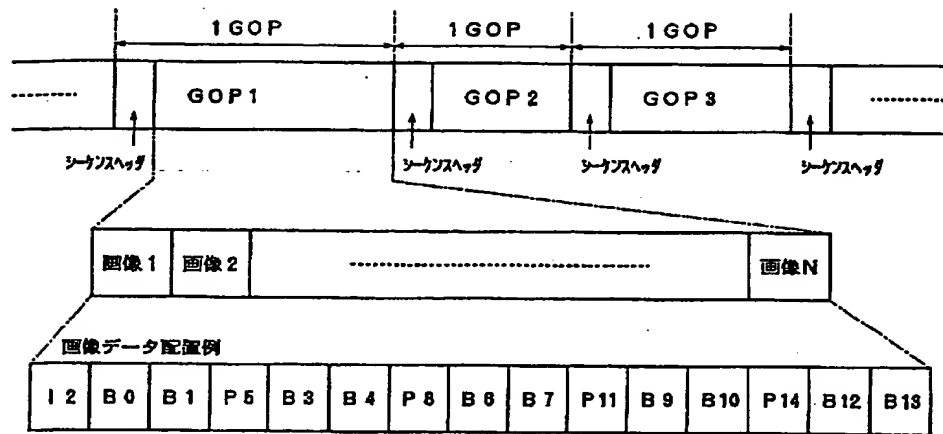 1GOP 1GOP 1GOP
GOP1 GOP2 GOP3
シーケンスヘッダ シーケンスヘッダ シーケンスヘッダ シーケンスヘッダ
画像1 画像2 画像N
画像データ配置例
I2 B0 B1 P5 B3 B4 P8 B6 B7 P11 B9 B10 P14 B12 B13